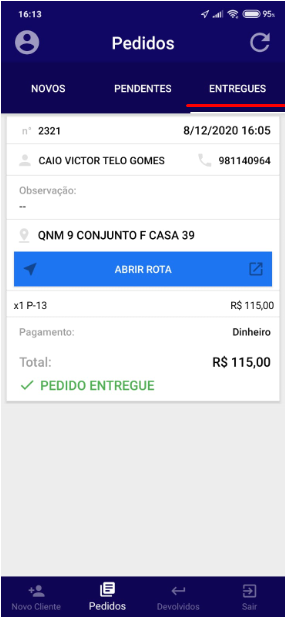 16:13 95%
Pedidos
NOVOS PENDENTES ENTREGUES
n° 2321 8/12/2020 16:05
CAIO VICTOR TELO GOMES 981140964
Observação:
--
QNM 9 CONJUNTO F CASA 39
ABRIR ROTA
x1 P-13 R$ 115,00
Pagamento: Dinheiro
Total: R$ 115,00
PEDIDO ENTREGUE
Novo Cliente Pedidos Devolvidos Sair